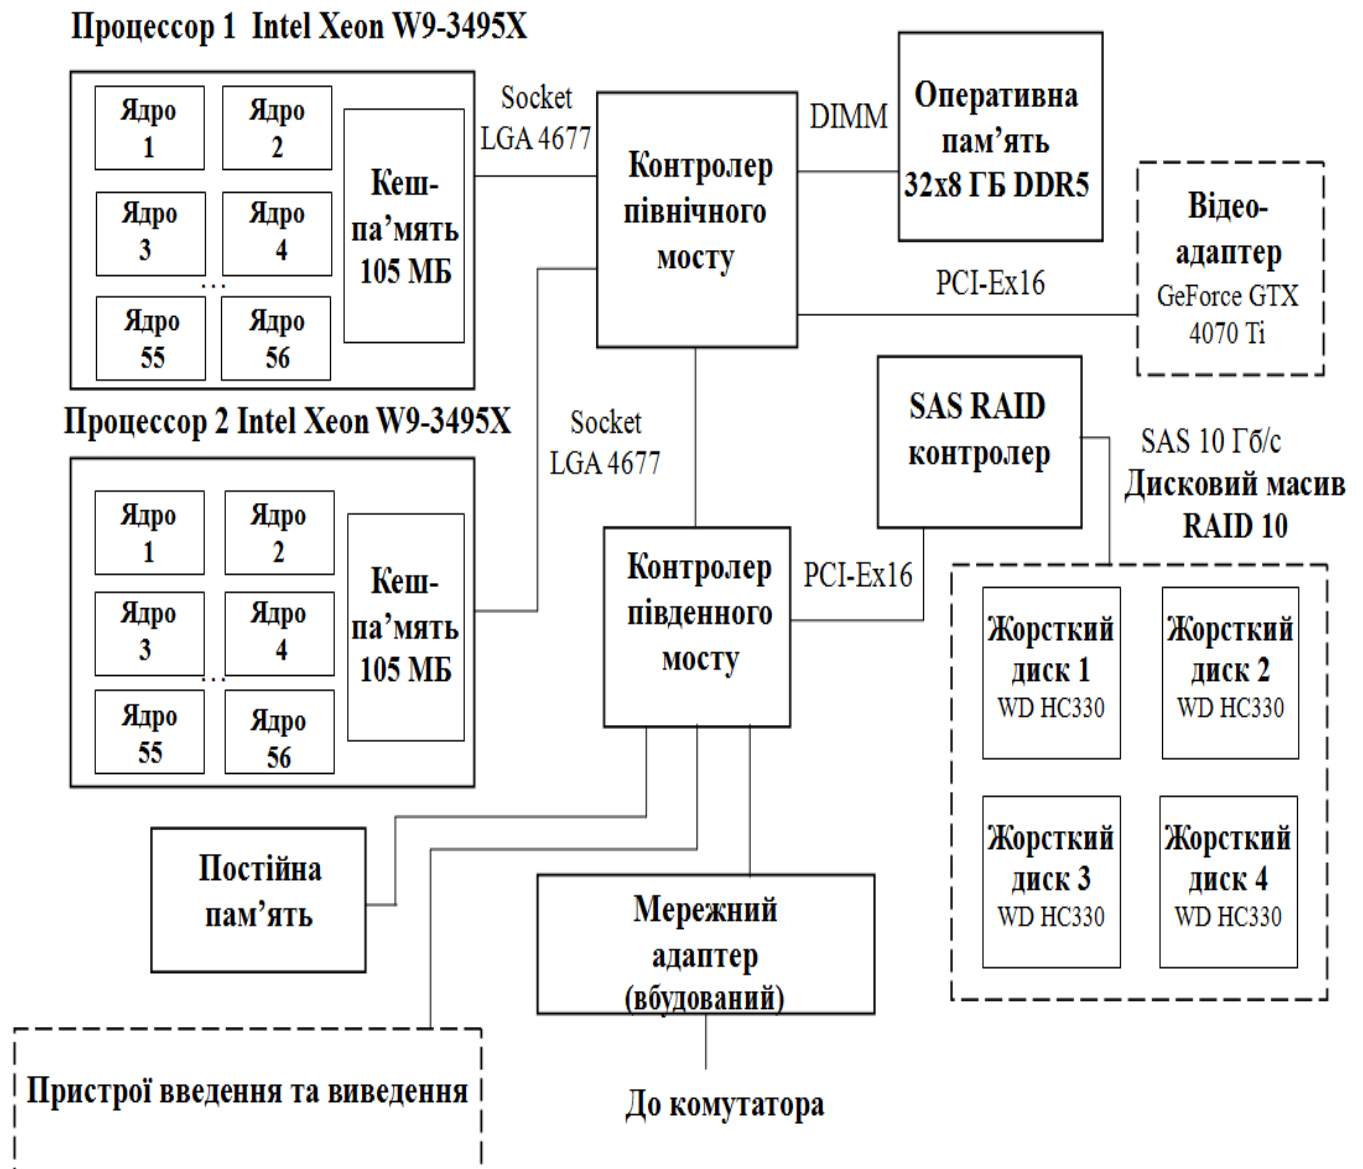 Процессор 1 Intel Xeon W9-3495X
Ядро
1
Ядро
2
Ядро
3
Ядро
4
...
Ядро
55
Ядро
56
Кеш-
па’мять
105 МБ
Socket
LGA 4677
Контролер
північного
мосту
DIMM
Оперативна
пам’ять
32x8 ГБ DDR5
PCI-Ex16
Відео-
адаптер
GeForce GTX
4070 Ti
Процессор 2 Intel Xeon W9-3495X
Ядро
1
Ядро
2
Ядро
3
Ядро
4
...
Ядро
55
Ядро
56
Кеш-
па’мять
105 МБ
Socket
LGA 4677
Контролер
південного
мосту
PCI-Ex16
SAS RAID
контролер
SAS 10 Гб/с
Дисковий масив
RAID 10
Жорсткий
диск 1
WD HC330
Жорсткий
диск 2
WD HC330
Жорсткий
диск 3
WD HC330
Жорсткий
диск 4
WD HC330
Постійна
пам’ять
Мережний
адаптер
(вбудований)
Пристрої введення та виведення
До комутатора